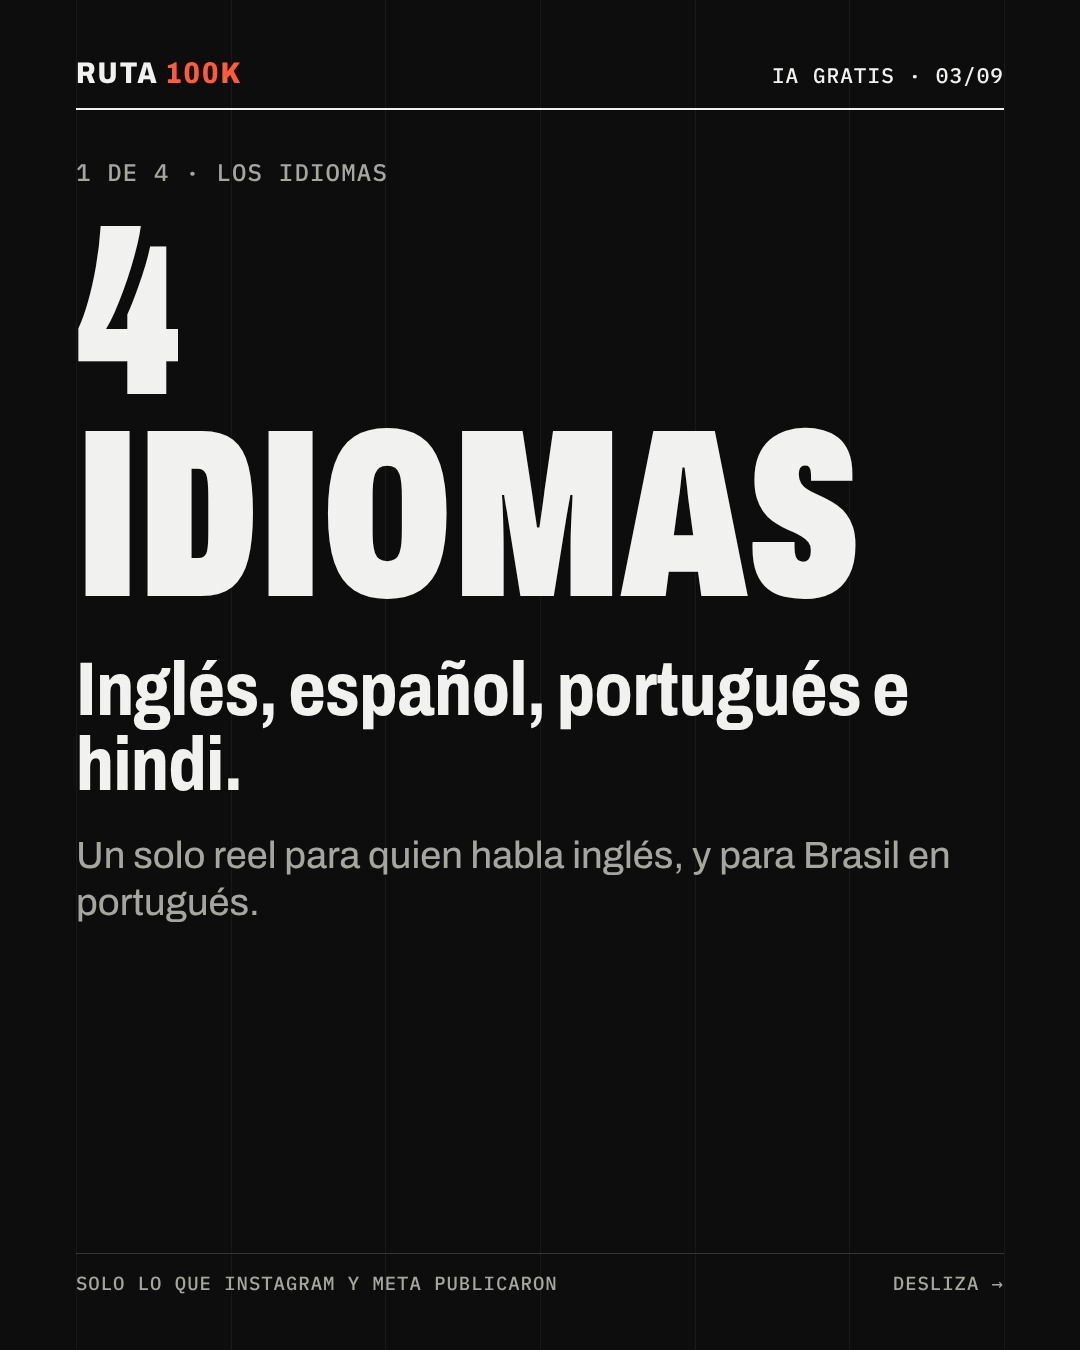 RUTA 100K
IA GRATIS · 03/09
1 DE 4 · LOS IDIOMAS
4
IDIOMAS
Inglés, español, portugués e
hindi.
Un solo reel para quien habla inglés, y para Brasil en
portugués.
SOLO LO QUE INSTAGRAM Y META PUBLICARON
DESLIZA →